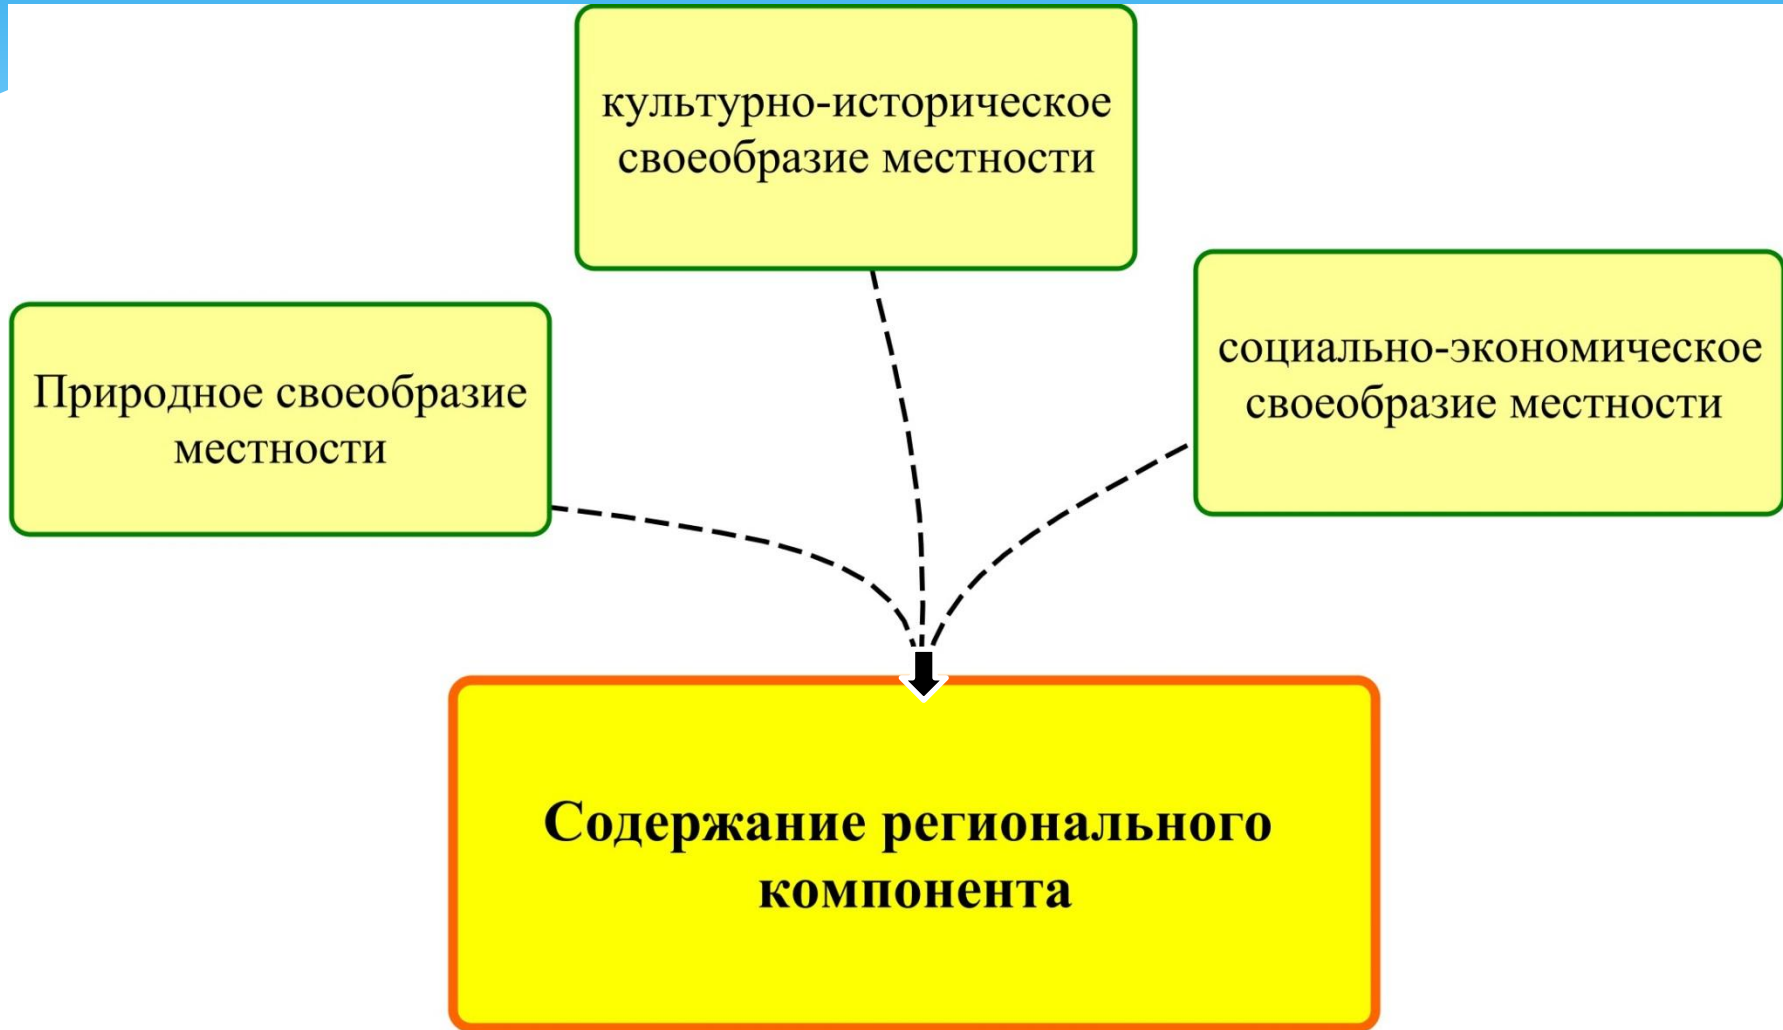 культурно-историческое
своеобразие местности
Природное своеобразие
местности
социально-экономическое
своеобразие местности
Содержание регионального
компонента